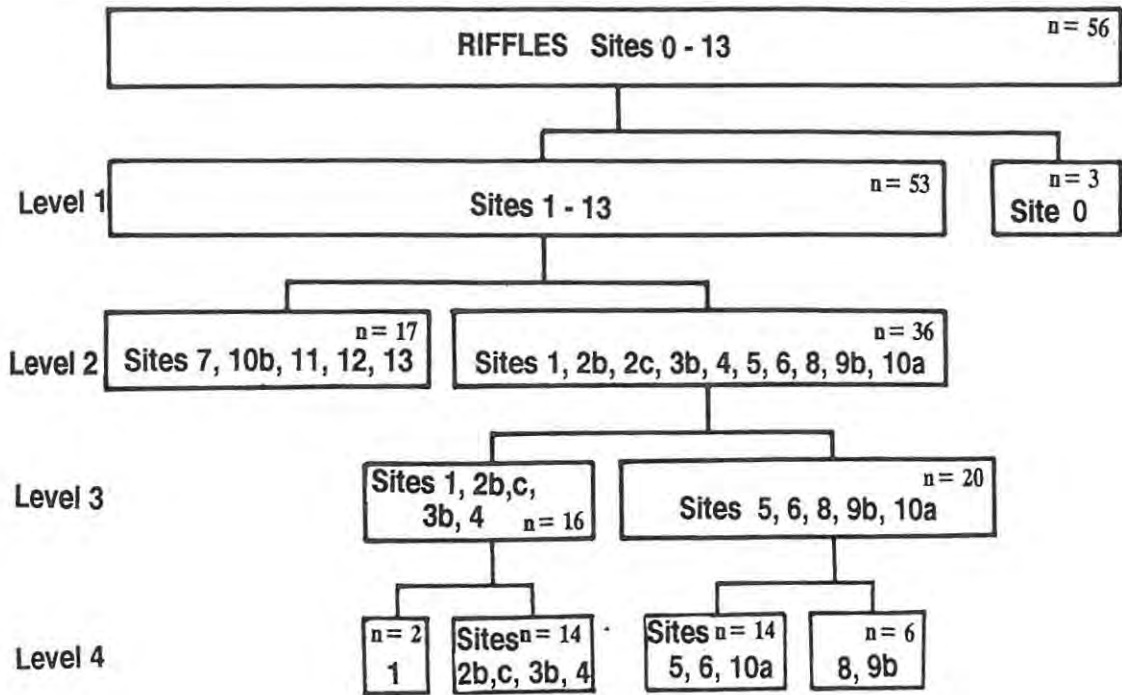 n= 56
RIFFLES Sites 0 - 13
Level 1
n= 53
Sites 1 - 13
n= 3
Site 0
Level 2
n= 17
Sites 7, 10b, 11, 12, 13
n= 36
Sites 1, 2b, 2c, 3b, 4, 5, 6, 8, 9b, 10a
Level 3
Sites 1, 2b,c,
3b, 4 n= 16
n= 20
Sites 5, 6, 8, 9b, 10a
Level 4
n= 2
1
Sites n= 14
2b,c, 3b, 4
Sites n= 14
5, 6, 10a
n= 6
8, 9b